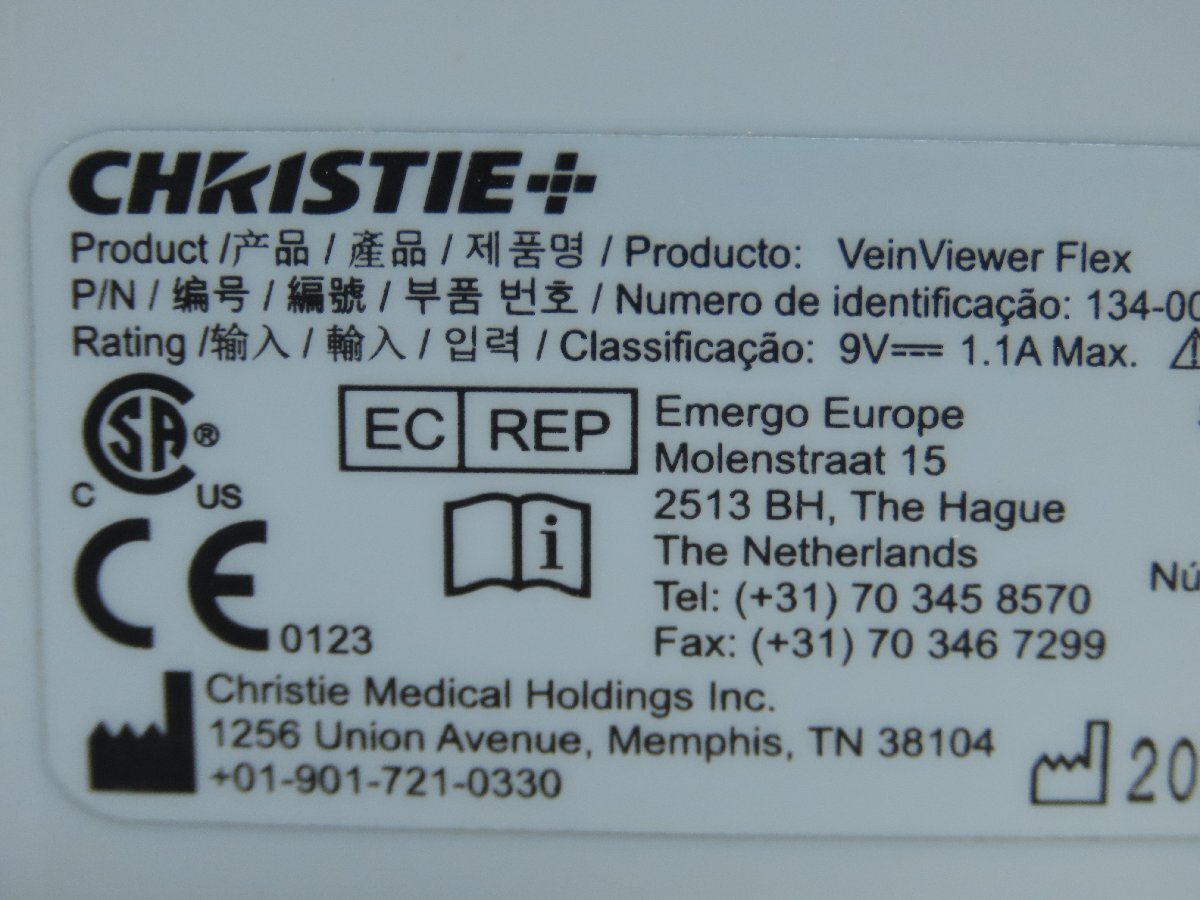 CHRISTIE+
Product /产品 / 產品 / 제품명 / Producto: VeinViewer Flex
P/N / 编号 / 編號 / 부품 번호 / Numero de identificação: 134-00
Rating /输入 / 輸入 / 입력 / Classificação: 9V⎓ 1.1A Max.
SA®
C US
EC REP
Emergo Europe
Molenstraat 15
2513 BH, The Hague
The Netherlands
Tel: (+31) 70 345 8570
Fax: (+31) 70 346 7299
i
Nú
CE 0123
Christie Medical Holdings Inc.
1256 Union Avenue, Memphis, TN 38104
+01-901-721-0330
20